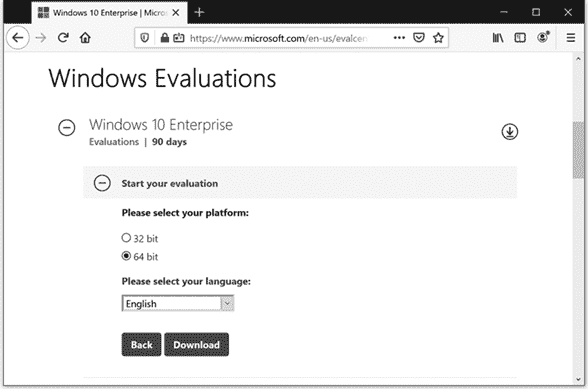 Windows 10 Enterprise | Micros
https://www.microsoft.com/en-us/evalcen
Windows Evaluations
Windows 10 Enterprise
Evaluations | 90 days
Start your evaluation
Please select your platform:
32 bit
64 bit
Please select your language:
English
Back Download